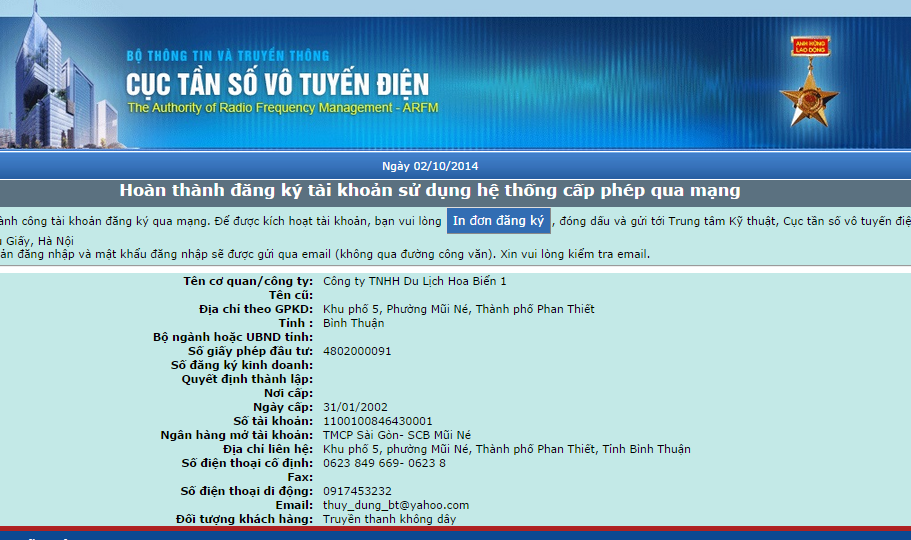 ANH HÙNG
LAO ĐỘNG
BỘ THÔNG TIN VÀ TRUYỀN THÔNG
CỤC TẦN SỐ VÔ TUYẾN ĐIỆN
The Authority of Radio Frequency Management - ARFM
Ngày 02/10/2014
Hoàn thành đăng ký tài khoản sử dụng hệ thống cấp phép qua mạng
ành công tài khoản đăng ký qua mạng. Để được kích hoạt tài khoản, bạn vui lòng In đơn đăng ký , đóng dấu và gửi tới Trung tâm Kỹ thuật, Cục tần số vô tuyến điệ
Giấy, Hà Nội
ản đăng nhập và mật khẩu đăng nhập sẽ được gửi qua email (không qua đường công văn). Xin vui lòng kiểm tra email.
Tên cơ quan/công ty: Công ty TNHH Du Lịch Hoa Biển 1
Tên cũ:
Địa chỉ theo GPKD: Khu phố 5, Phường Mũi Né, Thành phố Phan Thiết
Tỉnh : Bình Thuận
Bộ ngành hoặc UBND tỉnh:
Số giấy phép đầu tư: 4802000091
Số đăng ký kinh doanh:
Quyết định thành lập:
Nơi cấp:
Ngày cấp: 31/01/2002
Số tài khoản: 1100100846430001
Ngân hàng mở tài khoản: TMCP Sài Gòn- SCB Mũi Né
Địa chỉ liên hệ: Khu phố 5, phường Mũi Né, Thành phố Phan Thiết, Tỉnh Bình Thuận
Số điện thoại cố định: 0623 849 669- 0623 8
Fax:
Số điện thoại di động: 0917453232
Email: thuy_dung_bt@yahoo.com
Đối tượng khách hàng: Truyền thanh không dây